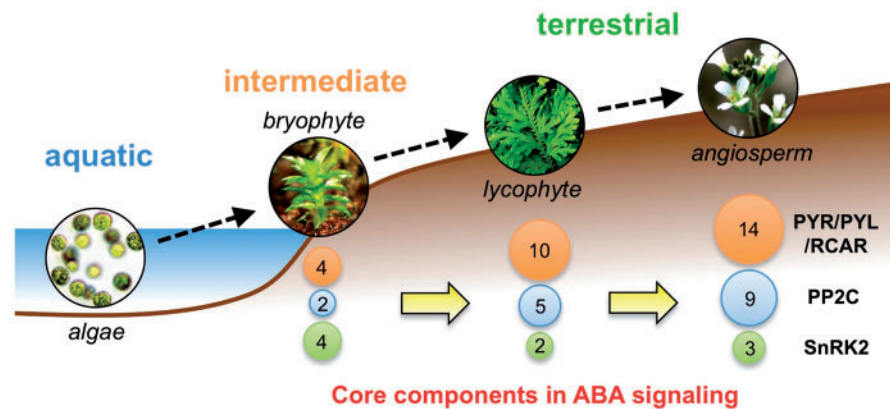 terrestrial
intermediate
bryophyte
aquatic
lycophyte
angiosperm
algae
4
10
14
PYR/PYL
/RCAR
2
5
9
PP2C
4
2
3
SnRK2
Core components in ABA signaling